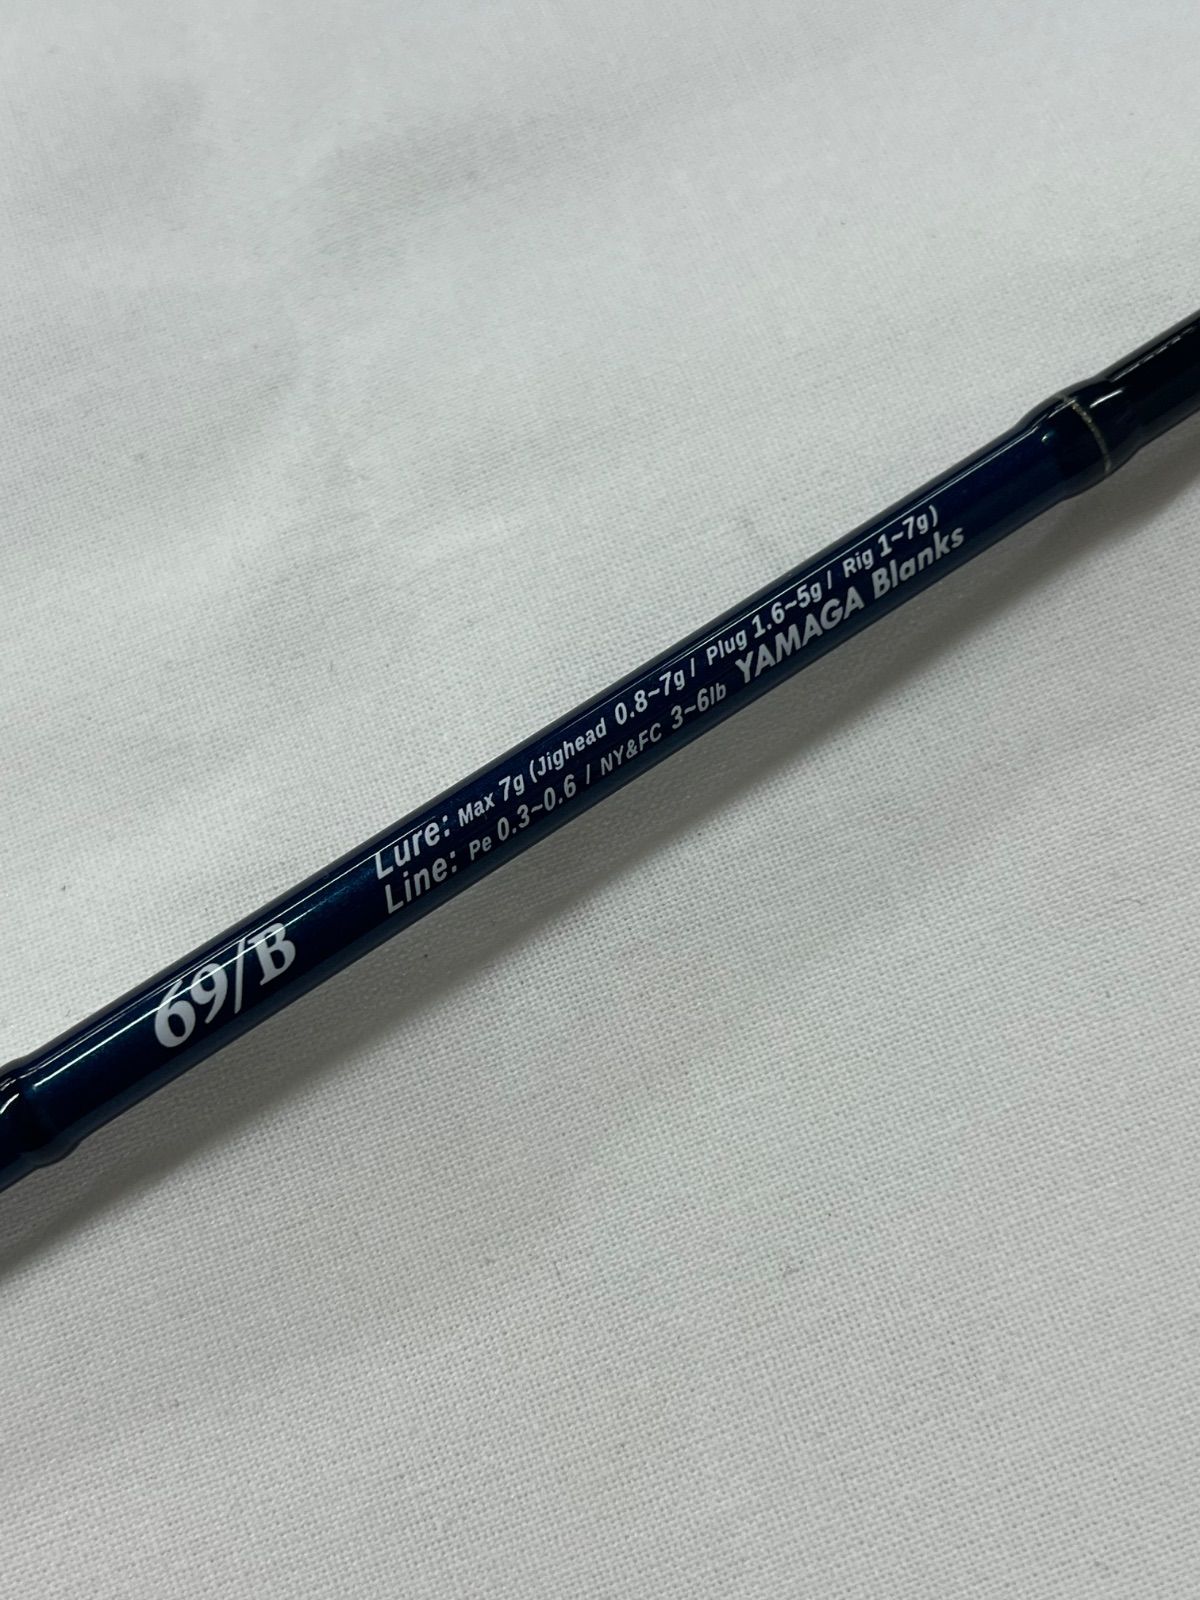 69/B
Lure: Max 7g (Jighead 0.8~7g / Plug 1.6~5g / Rig 1~7g)
Line: Pe 0.3~0.6 / NY&FC 3~6lb YAMAGA Blanks